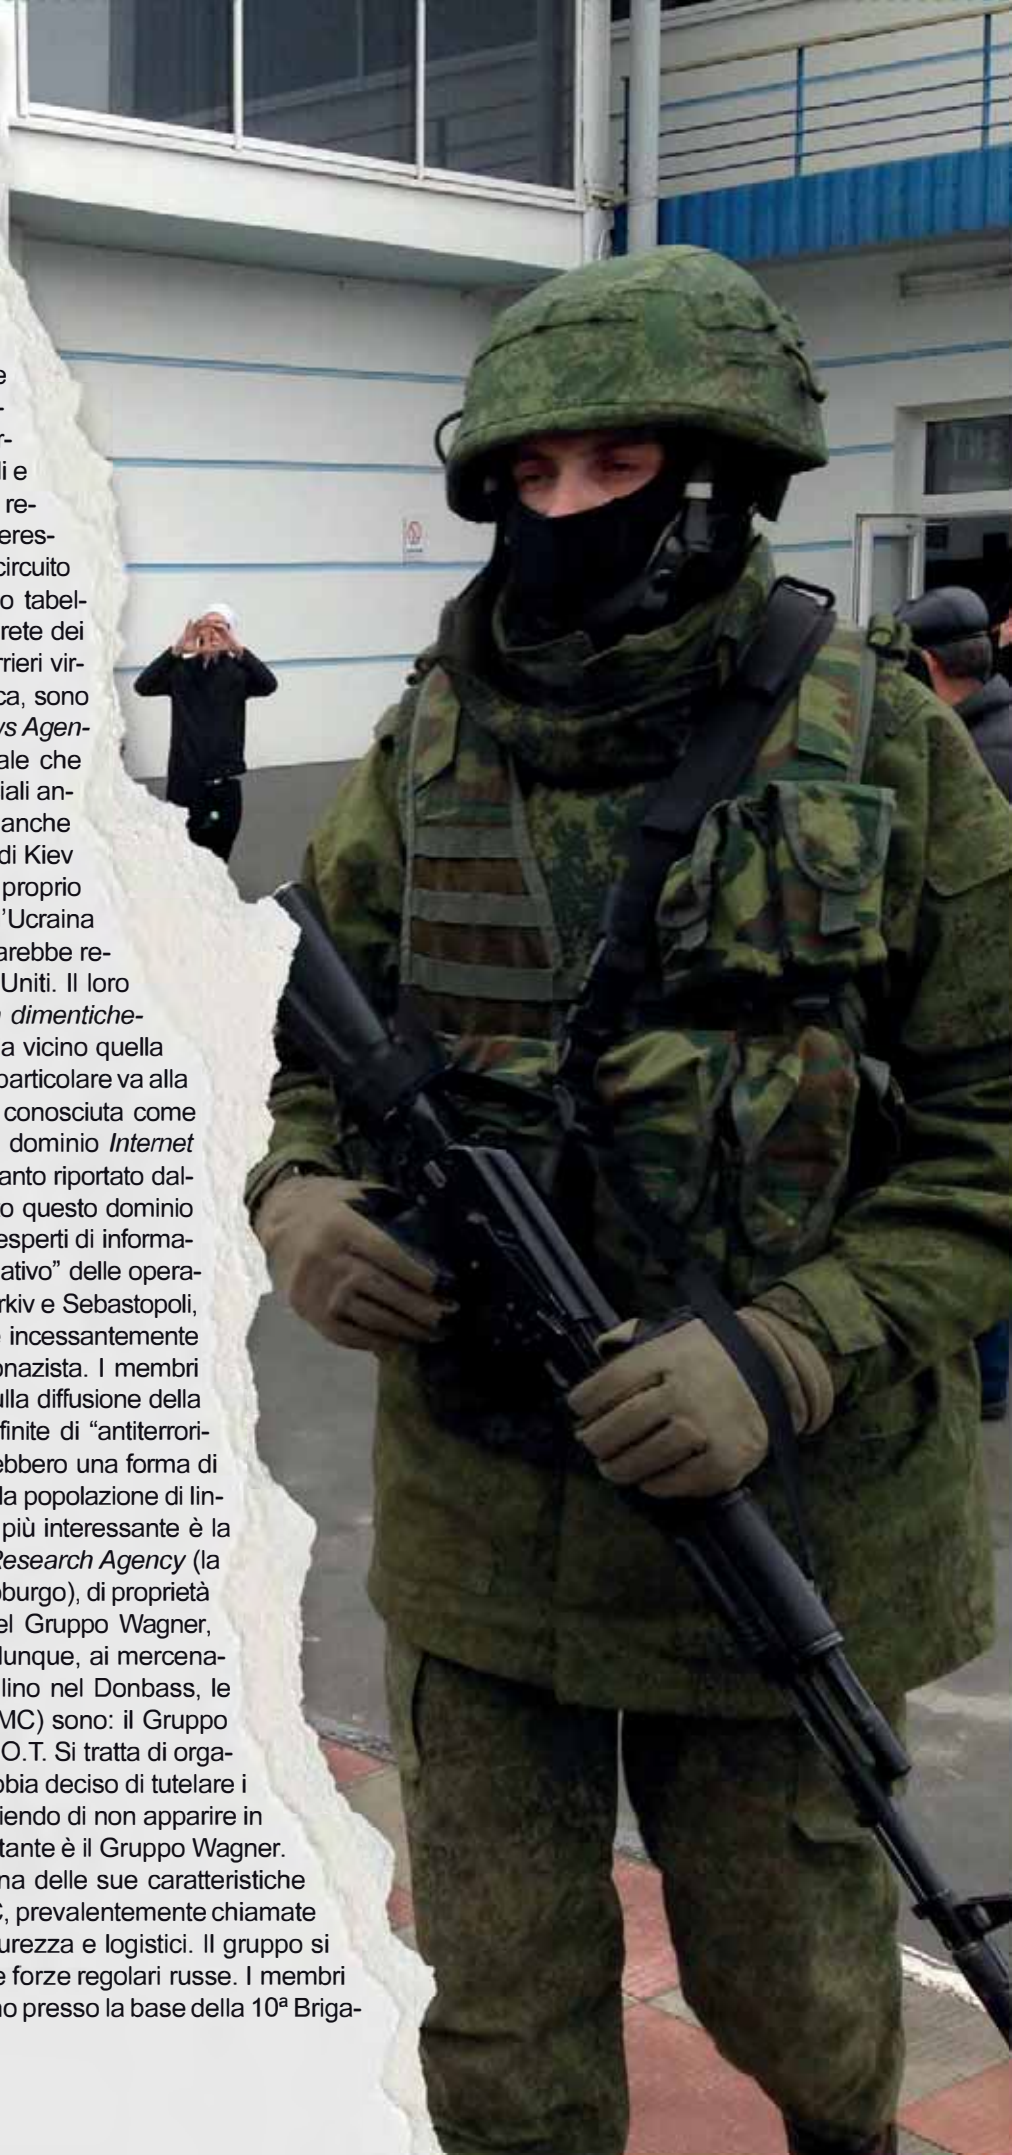 e
-
r-
li e
re-
eres-
circuito
o tabel-
rete dei
rrieri vir-
ca, sono
ws Agen-
ale che
iali an-
anche
di Kiev
proprio
'Ucraina
arebbe re-
Uniti. Il loro
dimentiche-
a vicino quella
particolare va alla
conosciuta come
dominio Internet
anto riportato dal-
o questo dominio
esperti di informa-
ativo” delle opera-
rkiv e Sebastopoli,
e incessantemente
onazista. I membri
ulla diffusione della
finite di “antiterrori-
ebbero una forma di
la popolazione di lin-
più interessante è la
Research Agency (la
oburgo), di proprietà
el Gruppo Wagner,
dunque, ai mercena-
lino nel Donbass, le
MC) sono: il Gruppo
O.T. Si tratta di orga-
bbia deciso di tutelare i
iendo di non apparire in
tante è il Gruppo Wagner.
na delle sue caratteristiche
C, prevalentemente chiamate
urezza e logistici. Il gruppo si
e forze regolari russe. I membri
no presso la base della 10ª Briga-